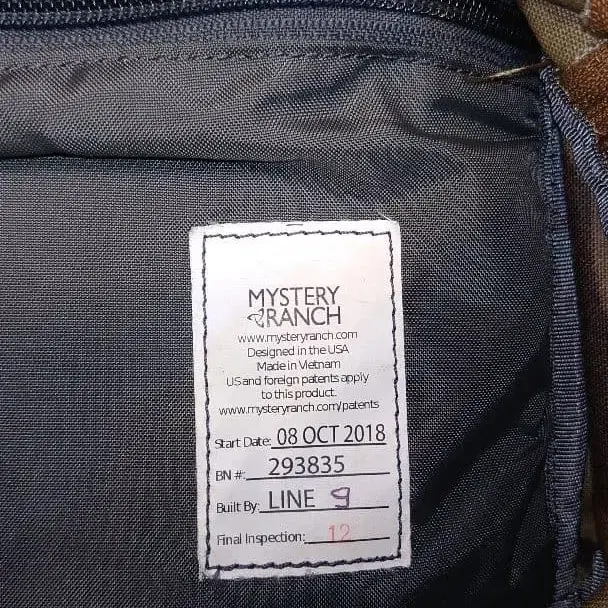 MYSTERY
RANCH
www.mysteryranch.com
Designed in the USA
Made in Vietnam
US and foreign patents apply
to this product.
www.mysteryranch.com/patents
Start Date: 08 OCT 2018
BN #: 293835
Built By: LINE 9
Final Inspection: 12